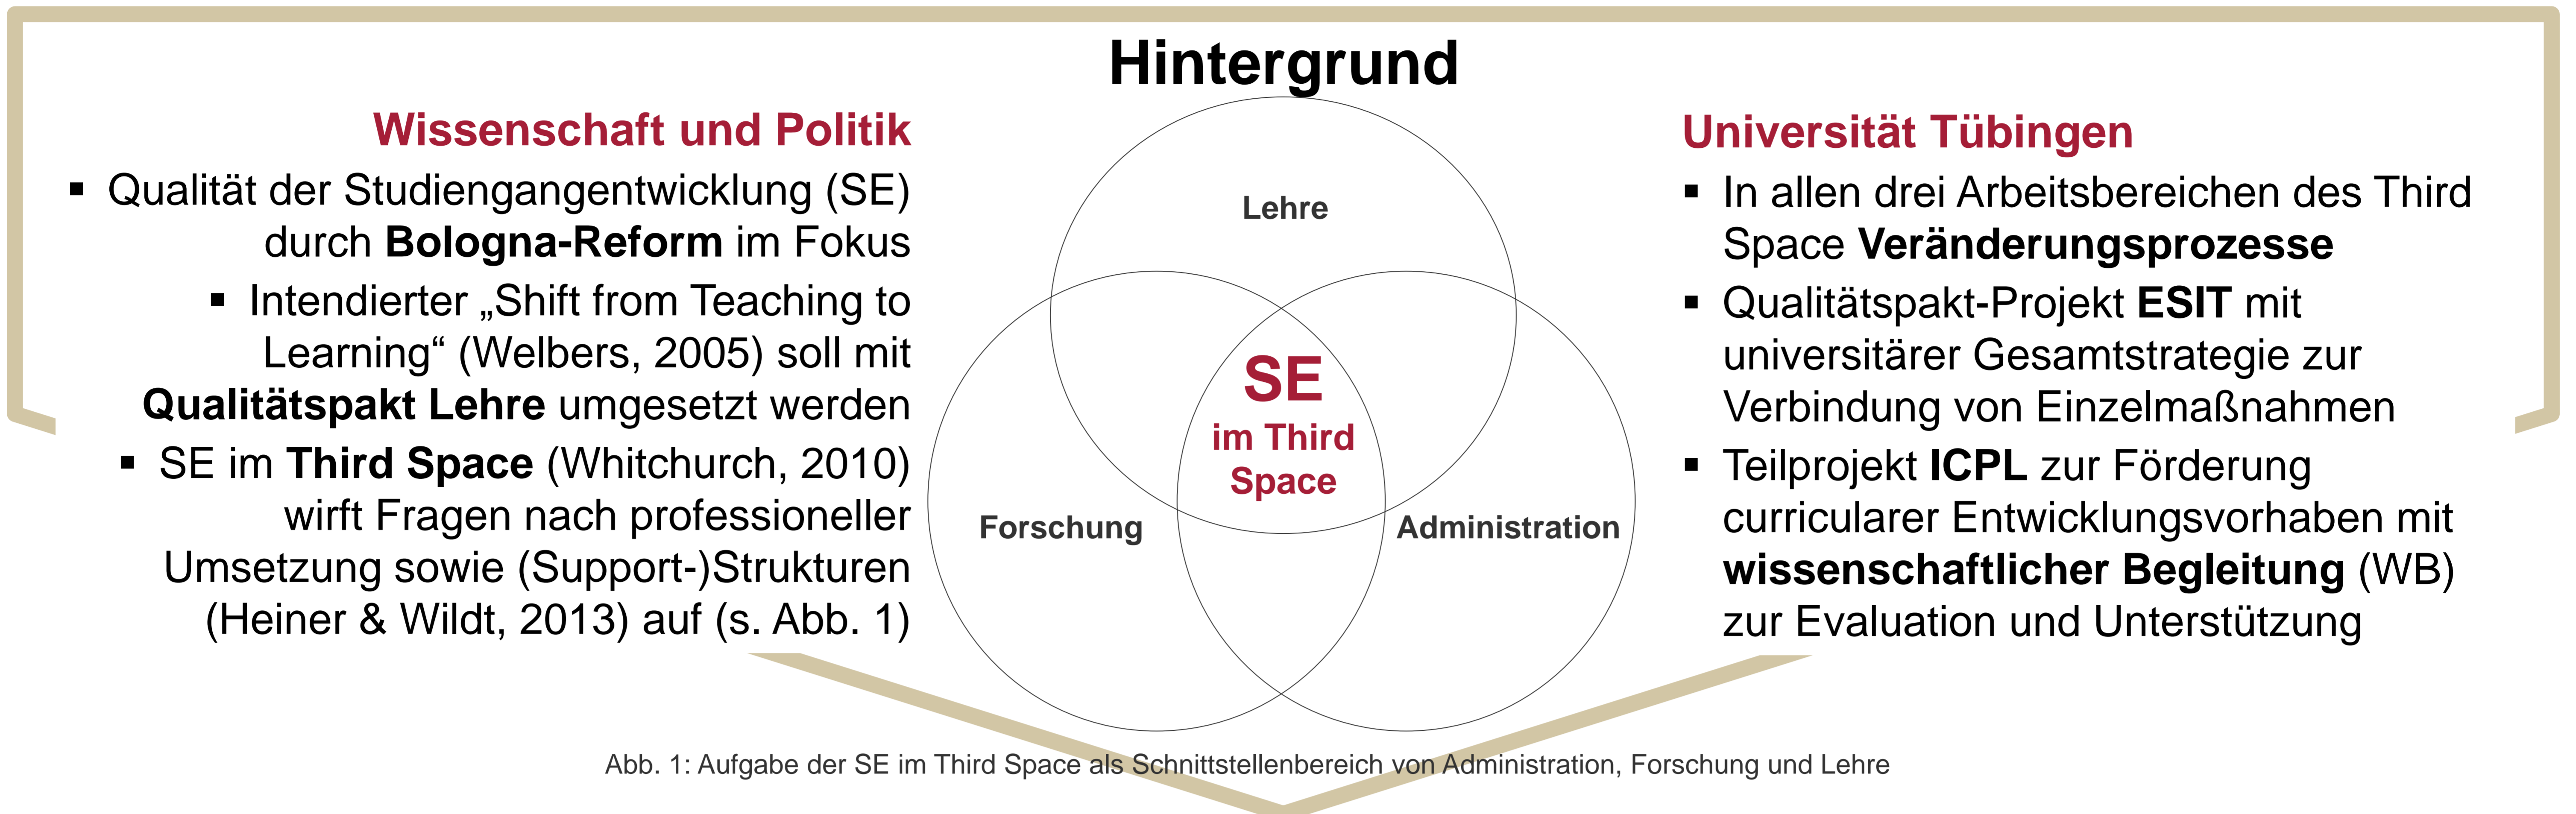 Hintergrund
Wissenschaft und Politik
▪ Qualität der Studiengangentwicklung (SE)
durch Bologna-Reform im Fokus
▪ Intendierter „Shift from Teaching to
Learning“ (Welbers, 2005) soll mit
Qualitätspakt Lehre umgesetzt werden
▪ SE im Third Space (Whitchurch, 2010)
wirft Fragen nach professioneller
Umsetzung sowie (Support-)Strukturen
(Heiner & Wildt, 2013) auf (s. Abb. 1)
Lehre
SE
im Third
Space
Forschung
Administration
Universität Tübingen
▪ In allen drei Arbeitsbereichen des Third
Space Veränderungsprozesse
▪ Qualitätspakt-Projekt ESIT mit
universitärer Gesamtstrategie zur
Verbindung von Einzelmaßnahmen
▪ Teilprojekt ICPL zur Förderung
curricularer Entwicklungsvorhaben mit
wissenschaftlicher Begleitung (WB)
zur Evaluation und Unterstützung
Abb. 1: Aufgabe der SE im Third Space als Schnittstellenbereich von Administration, Forschung und Lehre